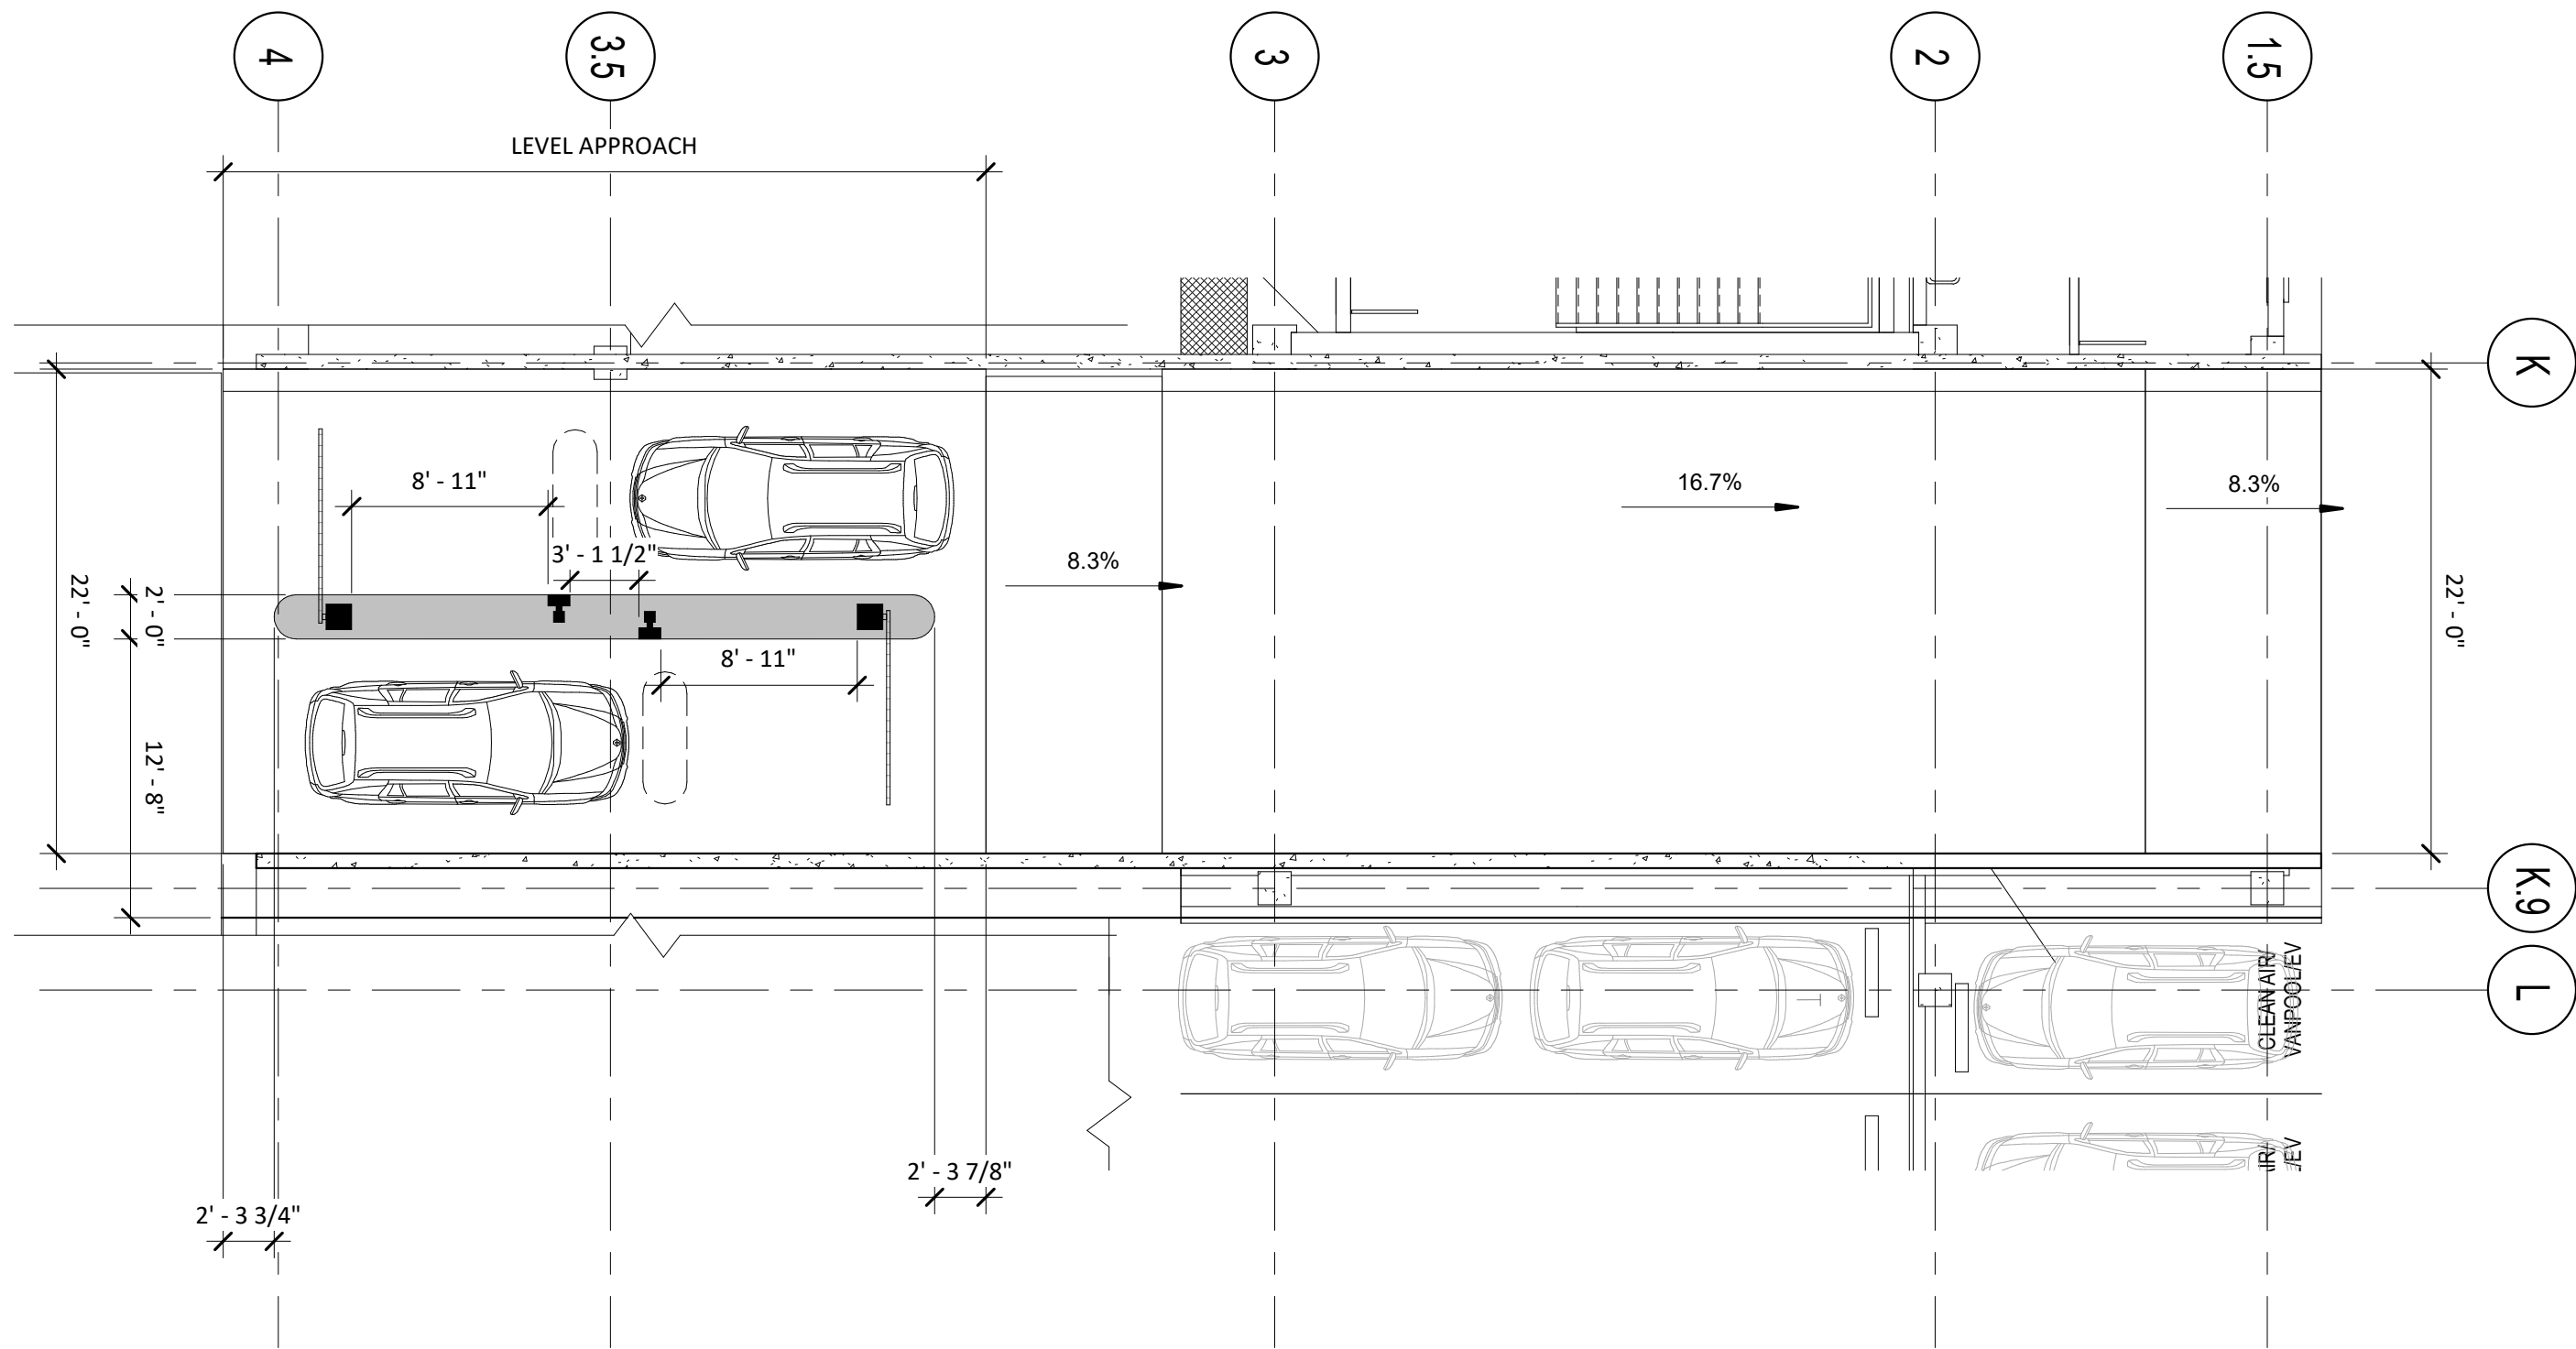 4
3.5
3
2
1.5
LEVEL APPROACH
K
8' - 11"
16.7%
8.3%
3' - 1 1/2"
8.3%
22' - 0"
2' - 0"
22' - 0"
8' - 11"
12' - 8"
K.9
L
CLEAN AIR/
VANPOOL/EV
2' - 3 7/8"
IR/
/EV
2' - 3 3/4"